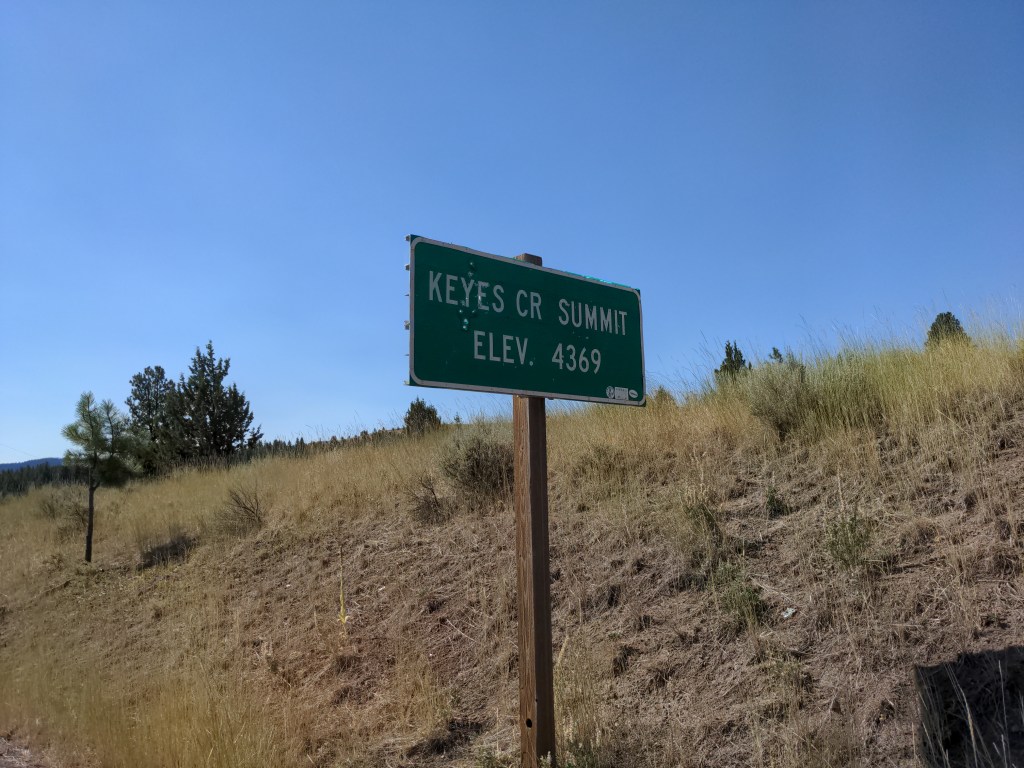 KEYES CR SUMMIT
ELEV. 4369